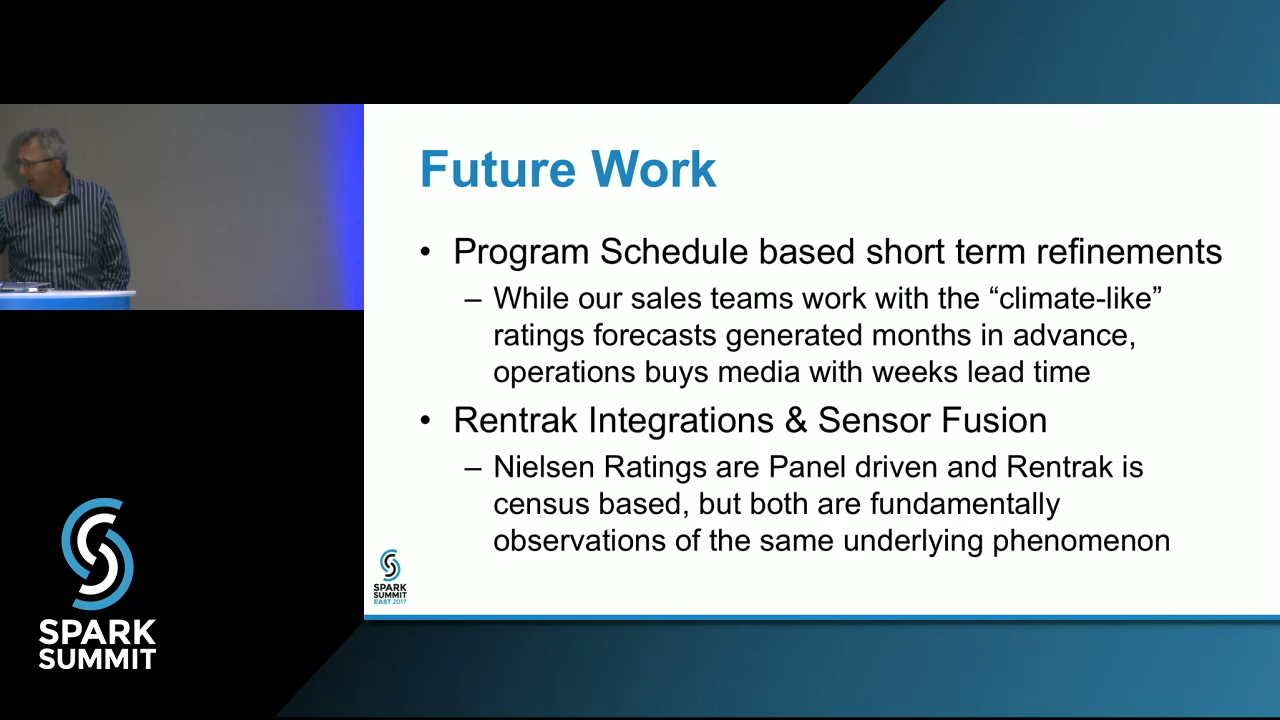 Future Work
• Program Schedule based short term refinements
– While our sales teams work with the “climate-like”
ratings forecasts generated months in advance,
operations buys media with weeks lead time
• Rentrak Integrations & Sensor Fusion
– Nielsen Ratings are Panel driven and Rentrak is
census based, but both are fundamentally
observations of the same underlying phenomenon
SPARK
SUMMIT
EAST 2017
SPARK
SUMMIT